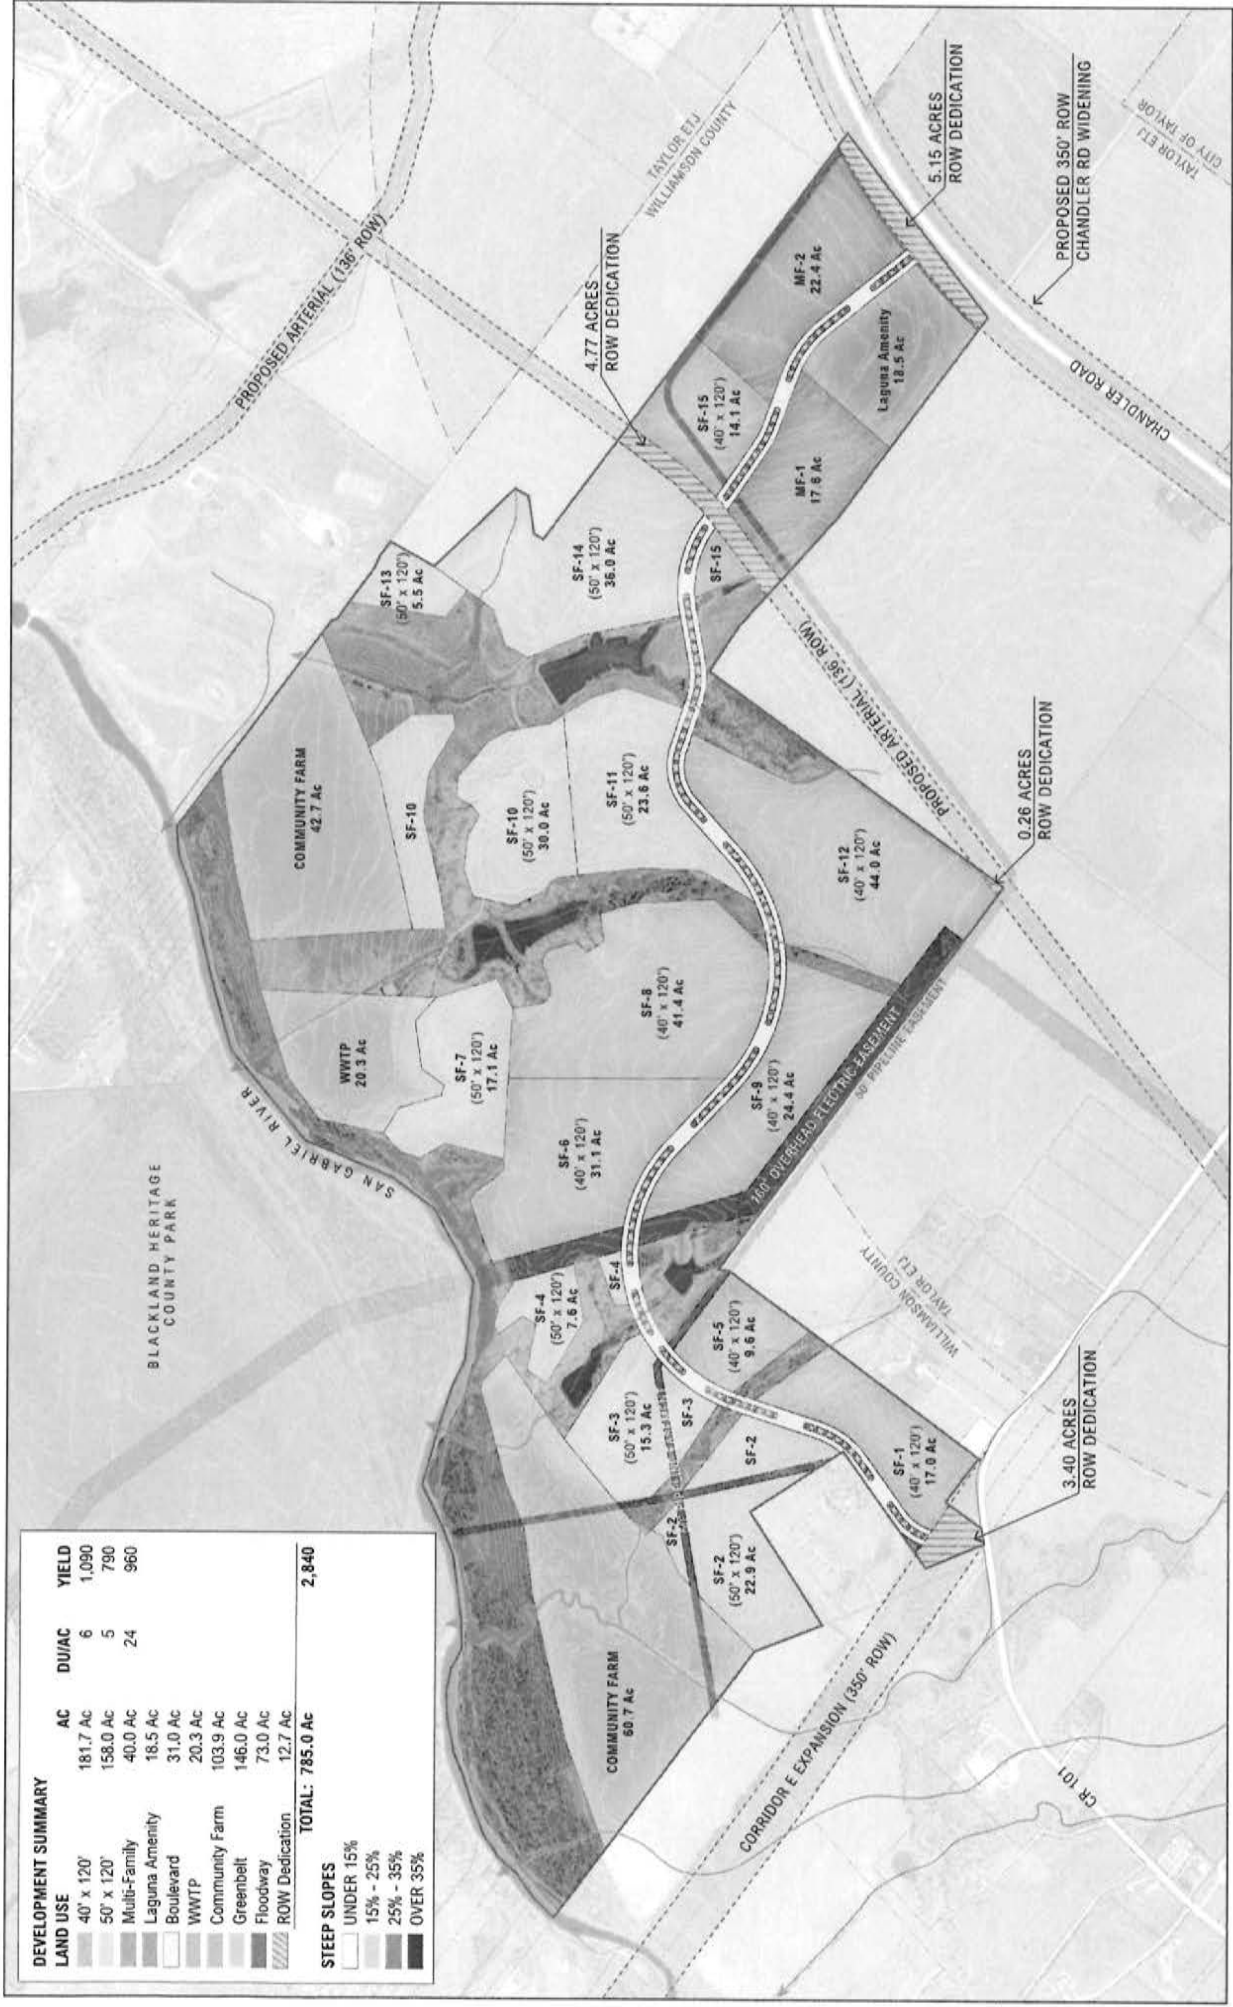 DEVELOPMENT SUMMARY
LAND USE AC DU/AC YIELD
40' x 120' 181.7 Ac 6 1,090
50' x 120' 158.0 Ac 5 790
Multi-Family 40.0 Ac 24 960
Laguna Amenity 18.5 Ac
Boulevard 31.0 Ac
WWTP 20.3 Ac
Community Farm 103.9 Ac
Greenbelt 146.0 Ac
Floodway 73.0 Ac
ROW Dedication 12.7 Ac
TOTAL: 785.0 Ac 2,840
STEEP SLOPES
UNDER 15%
15% - 25%
25% - 35%
OVER 35%
BLACKLAND HERITAGE
COUNTY PARK
SAN GABRIEL RIVER
PROPOSED ARTERIAL (136' ROW)
COMMUNITY FARM
60.7 Ac
SF-2
(50' x 120')
22.9 Ac
SF-2
SF-2
SF-3
(50' x 120')
15.3 Ac
SF-3
SF-4
(50' x 120')
7.6 Ac
SF-4
SF-5
(40' x 120')
9.6 Ac
SF-1
(40' x 120')
17.0 Ac
SF-6
(40' x 120')
31.1 Ac
SF-7
(50' x 120')
17.1 Ac
WWTP
20.3 Ac
SF-8
(40' x 120')
41.4 Ac
SF-9
(40' x 120')
24.4 Ac
160' OVERHEAD ELECTRIC EASEMENT
50' PIPELINE EASEMENT
COMMUNITY FARM
42.7 Ac
SF-10
SF-10
(50' x 120')
30.0 Ac
SF-11
(50' x 120')
23.6 Ac
SF-12
(40' x 120')
44.0 Ac
SF-13
(50' x 120')
5.5 Ac
SF-14
(50' x 120')
36.0 Ac
SF-15
SF-15
(40' x 120')
14.1 Ac
MF-1
17.6 Ac
MF-2
22.4 Ac
Laguna Amenity
18.5 Ac
4.77 ACRES
ROW DEDICATION
5.15 ACRES
ROW DEDICATION
0.26 ACRES
ROW DEDICATION
3.40 ACRES
ROW DEDICATION
PROPOSED 350' ROW
CHANDLER RD WIDENING
CHANDLER ROAD
PROPOSED ARTERIAL (136' ROW)
TAYLOR ETJ
WILLIAMSON COUNTY
TAYLOR ETJ
CITY OF TAYLOR
WILLIAMSON COUNTY
TAYLOR ETJ
CORRIDOR E EXPANSION (350' ROW)
CR 101